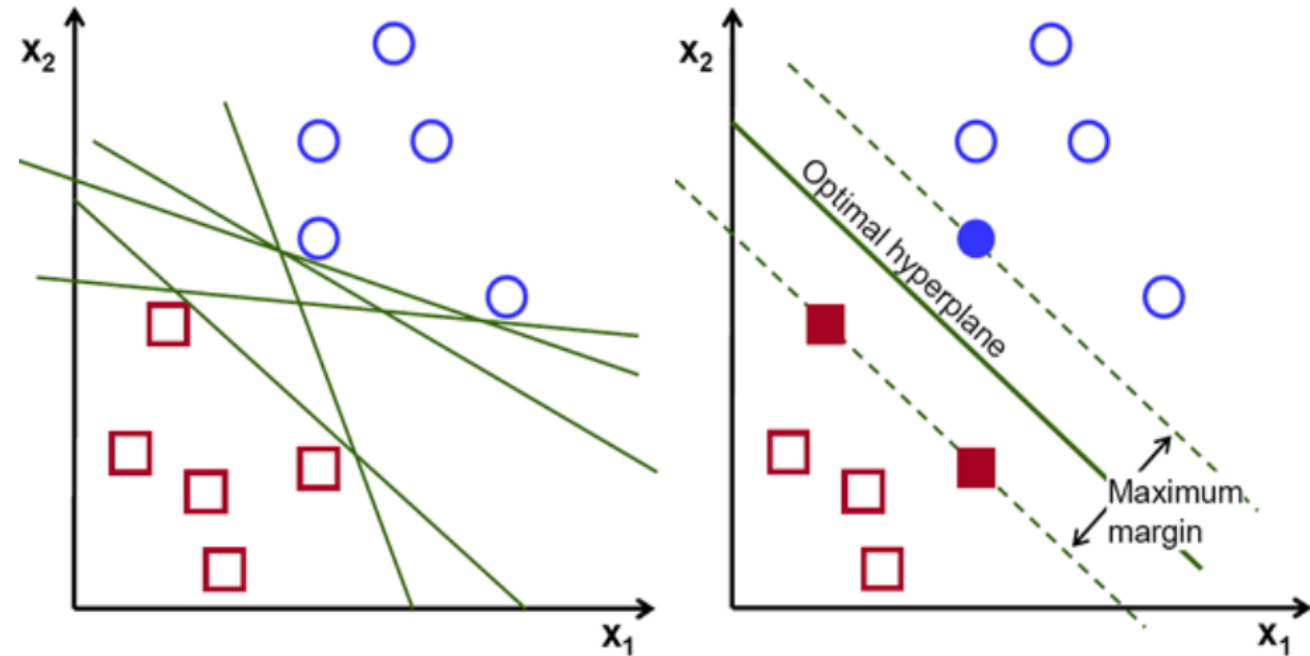 x₂
x₁
x₂
Optimal hyperplane
Maximum
margin
x₁